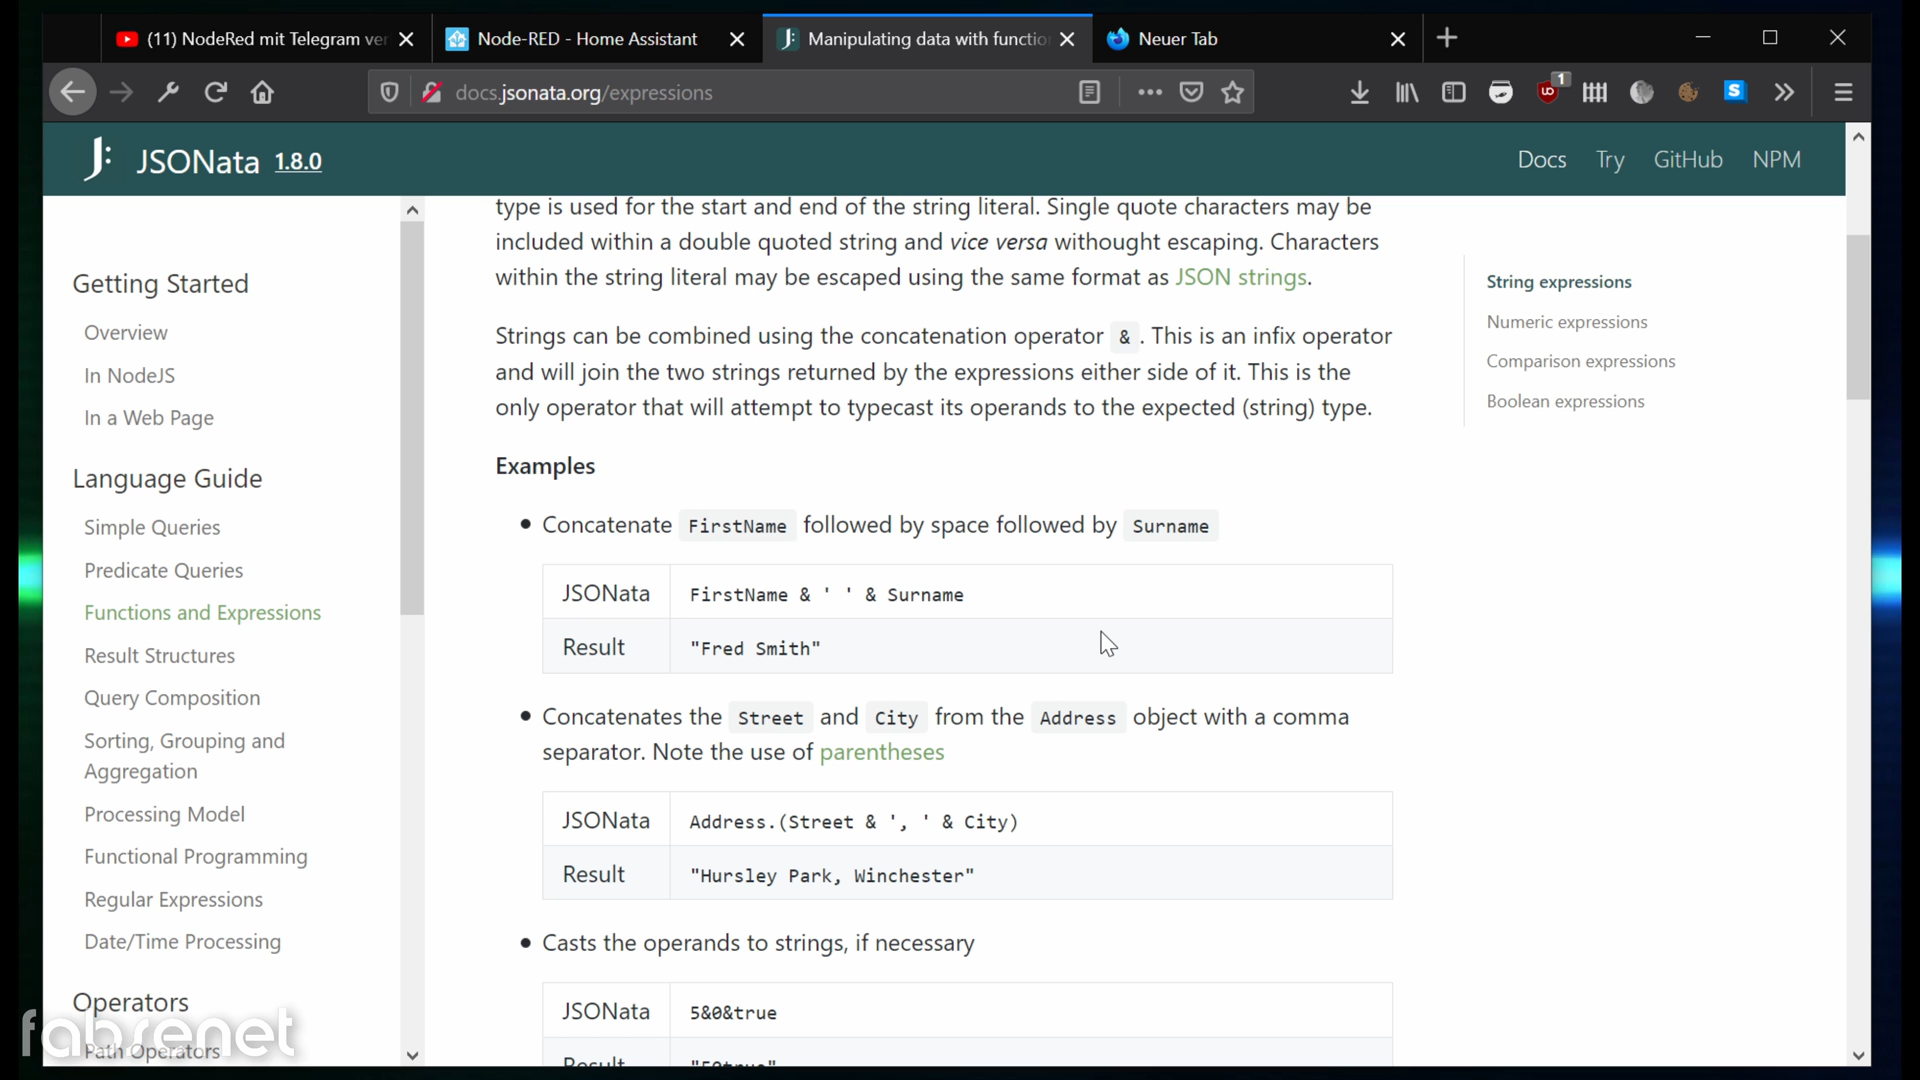 (11) NodeRed mit Telegram ver
Node-RED - Home Assistant
J: Manipulating data with functio
Neuer Tab
docs.jsonata.org/expressions
1
S
J: JSONata 1.8.0
Docs Try GitHub NPM
Getting Started
Overview
In NodeJS
In a Web Page
Language Guide
Simple Queries
Predicate Queries
Functions and Expressions
Result Structures
Query Composition
Sorting, Grouping and
Aggregation
Processing Model
Functional Programming
Regular Expressions
Date/Time Processing
Operators
Path Operators
fabrenet
type is used for the start and end of the string literal. Single quote characters may be
included within a double quoted string and vice versa withought escaping. Characters
within the string literal may be escaped using the same format as JSON strings.
Strings can be combined using the concatenation operator & . This is an infix operator
and will join the two strings returned by the expressions either side of it. This is the
only operator that will attempt to typecast its operands to the expected (string) type.
Examples
• Concatenate FirstName followed by space followed by Surname
JSONata FirstName & ' ' & Surname
Result "Fred Smith"
• Concatenates the Street and City from the Address object with a comma
separator. Note the use of parentheses
JSONata Address.(Street & ', ' & City)
Result "Hursley Park, Winchester"
• Casts the operands to strings, if necessary
JSONata 5&0&true
Result "50true"
String expressions
Numeric expressions
Comparison expressions
Boolean expressions